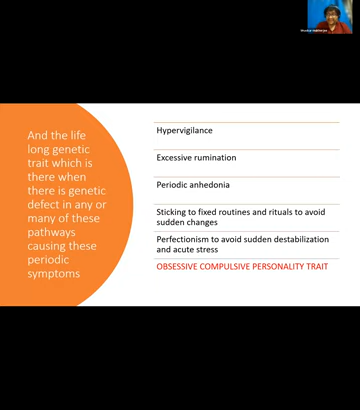 And the life
long genetic
trait which is
there when
there is genetic
defect in any or
many of these
pathways
causing these
periodic
symptoms
Hypervigilance
Excessive rumination
Periodic anhedonia
Sticking to fixed routines and rituals to avoid
sudden changes
Perfectionism to avoid sudden destabilization
and acute stress
OBSESSIVE COMPULSIVE PERSONALITY TRAIT